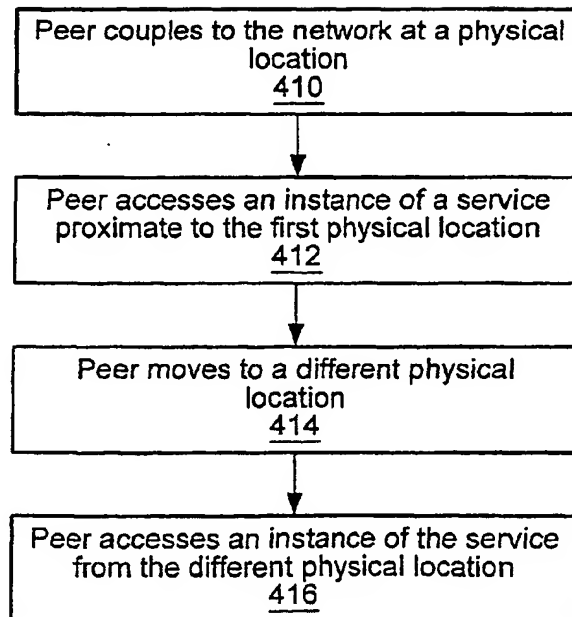 Peer couples to the network at a physical
location
410
Peer accesses an instance of a service
proximate to the first physical location
412
Peer moves to a different physical
location
414
Peer accesses an instance of the service
from the different physical location
416